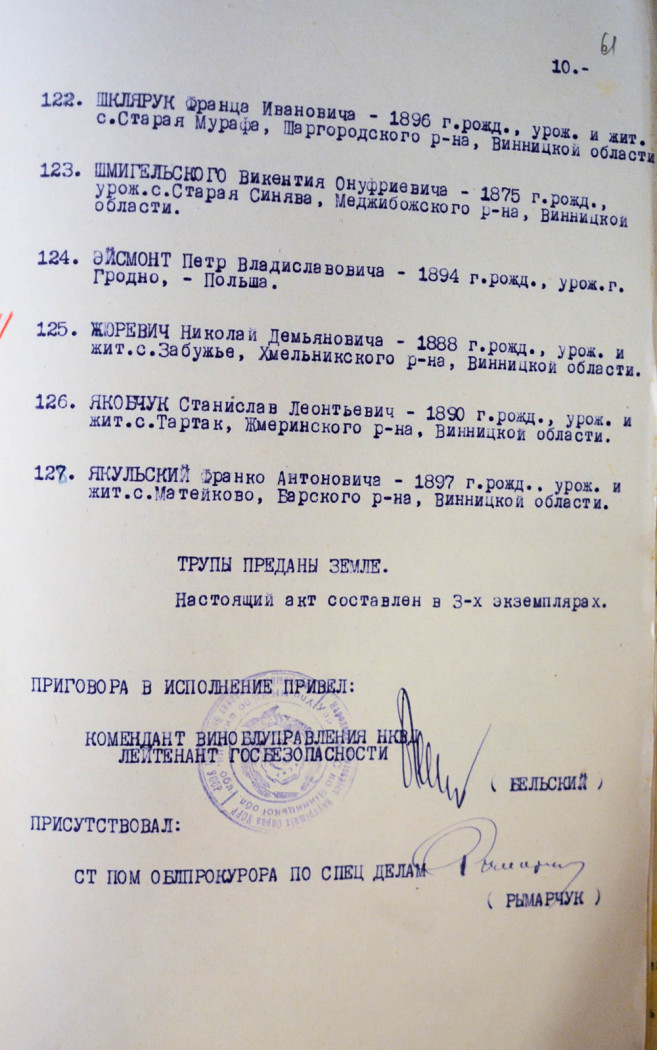 61
10.-
122. ШКЛЯРУК Франца Ивановича - 1896 г.рожд., урож. и жит.
с.Старая Мурафа, Шаргородского р-на, Винницкой области
123. ШМИГЕЛЬСКОГО Викентия Онуфриевича - 1875 г.рожд.,
урож.с.Старая Синява, Меджибожского р-на, Винницкой
области.
124. ЭЙСМОНТ Петр Владиславовича - 1894 г.рожд., урож.г.
Гродно, - Польша.
125. ЖЮРЕВИЧ Николай Демьяновича - 1888 г.рожд., урож. и
жит.с.Забужье, Хмельникского р-на, Винницкой области.
126. ЯКОБЧУК Станислав Леонтьевич - 1890 г.рожд., урож. и
жит.с.Тартак, Жмеринского р-на, Винницкой области.
127. ЯКУЛЬСКИЙ Франко Антоновича - 1897 г.рожд.. урож. и
жит.с.Матейково, Барского р-на, Винницкой области.
ТРУПЫ ПРЕДАНЫ ЗЕМЛЕ.
Настоящий акт составлен в 3-х экземплярах.
ПРИГОВОРА В ИСПОЛНЕНИЕ ПРИВЕЛ:
КОМЕНДАНТ ВИНОБЛУПРАВЛЕНИЯ НКВД
ЛЕЙТЕНАНТ ГОСБЕЗОПАСНОСТИ
( БЕЛЬСКИЙ )
ПРИСУТСТВОВАЛ:
СТ ПОМ ОБЛПРОКУРОРА ПО СПЕЦ ДЕЛАМ
( РЫМАРЧУК )